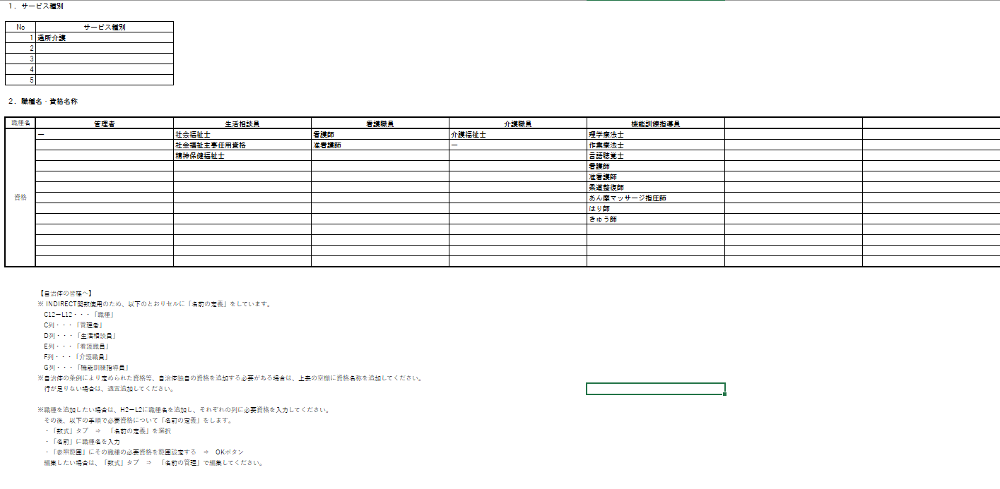 １．サービス種別
No サービス種別
1 通所介護
2
3
4
5
２．職種名・資格名称
職種名 管理者 生活相談員 看護職員 介護職員 機能訓練指導員
資格
ー 社会福祉士 看護師 介護福祉士 理学療法士
社会福祉主事任用資格 准看護師 ー 作業療法士
精神保健福祉士 言語聴覚士
看護師
准看護師
柔道整復師
あん摩マッサージ指圧師
はり師
きゅう師
【自治体の皆様へ】
※ INDIRECT関数使用のため、以下のとおりセルに「名前の定義」をしています。
C12ーL12・・・「職種」
C列・・・「管理者」
D列・・・「生活相談員」
E列・・・「看護職員」
F列・・・「介護職員」
G列・・・「機能訓練指導員」
※自治体の条例により定められた資格等、自治体独自の資格を追加する必要がある場合は、上表の空欄に資格名称を追加してください。
行が足りない場合は、適宜追加してください。
※職種を追加したい場合は、H2ーL2に職種名を追加し、それぞれの列に必要資格を入力してください。
その後、以下の手順で必要資格について「名前の定義」をします。
・「数式」タブ ⇒ 「名前の定義」を選択
・「名前」に職種名を入力
・「参照範囲」にその職種の必要資格を範囲設定する ⇒ OKボタン
編集したい場合は、「数式」タブ ⇒ 「名前の管理」で編集してください。